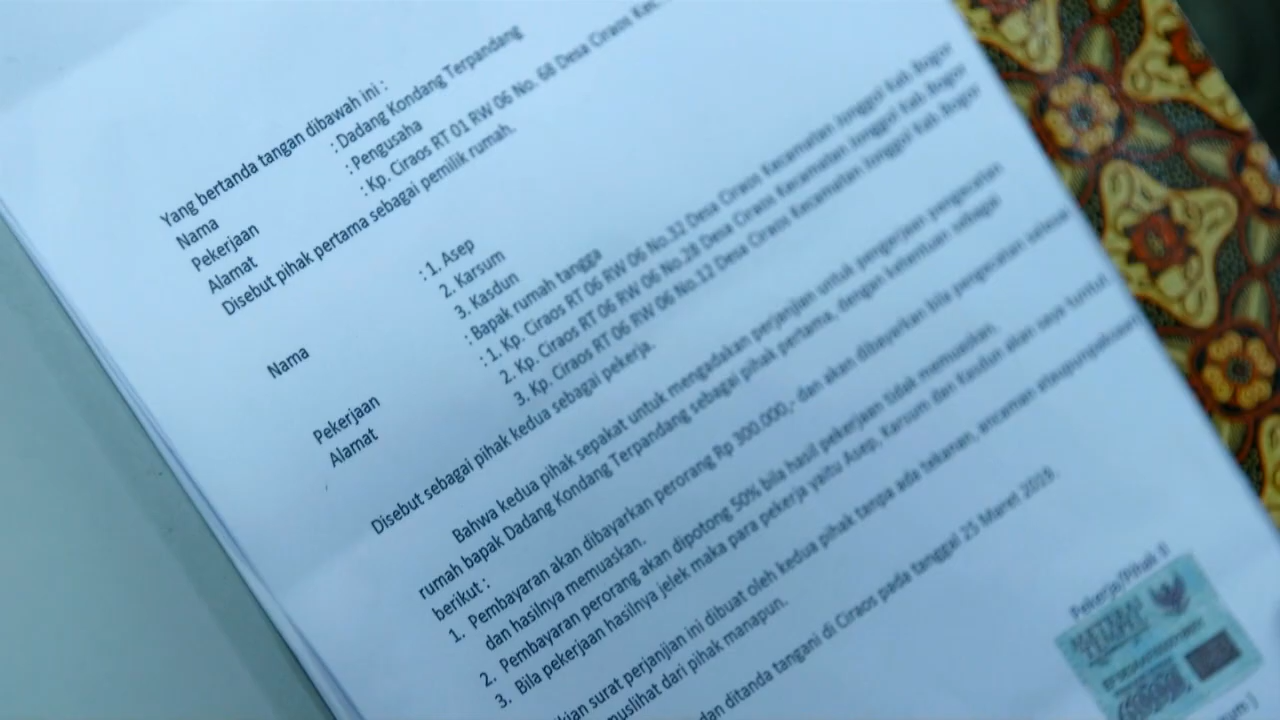 Yang bertanda tangan dibawah ini :
Nama : Dadang Kondang Terpandang
Pekerjaan : Pengusaha
Alamat : Kp. Ciraos RT 01 RW 06 No. 68 Desa Ciraos Kec.
Disebut pihak pertama sebagai pemilik rumah.
Nama : 1. Asep
2. Karsum
3. Kasdun
Pekerjaan : Bapak rumah tangga
Alamat : 1. Kp. Ciraos RT 06 RW 06 No.32 Desa Ciraos Kecamatan Jonggol Kab. Bogor
2. Kp. Ciraos RT 06 RW 06 No.28 Desa Ciraos Kecamatan Jonggol Kab. Bogor
3. Kp. Ciraos RT 06 RW 06 No.12 Desa Ciraos Kecamatan Jonggol Kab. Bogor
Disebut sebagai pihak kedua sebagai pekerja.
Bahwa kedua pihak sepakat untuk mengadakan perjanjian untuk pengerjaan pengecatan
rumah bapak Dadang Kondang Terpandang sebagai pihak pertama, dengan ketentuan sebagai
berikut :
1. Pembayaran akan dibayarkan perorang Rp 300.000,- dan akan dibayarkan bila pengecatan selesai
dan hasilnya memuaskan.
2. Pembayaran perorang akan dipotong 50% bila hasil pekerjaan tidak memuaskan.
3. Bila pekerjaan hasilnya jelek maka para pekerja yaitu Asep, Karsum dan Kasdun akan saya tuntut.
kian surat perjanjian ini dibuat oleh kedua pihak tanpa ada tekanan, ancaman ataupun paksaan
muslihat dari pihak manapun.
dan ditanda tangani di Ciraos pada tanggal 25 Maret 2019.
Pekerja/Pihak II
METERAI
TEMPEL
6000